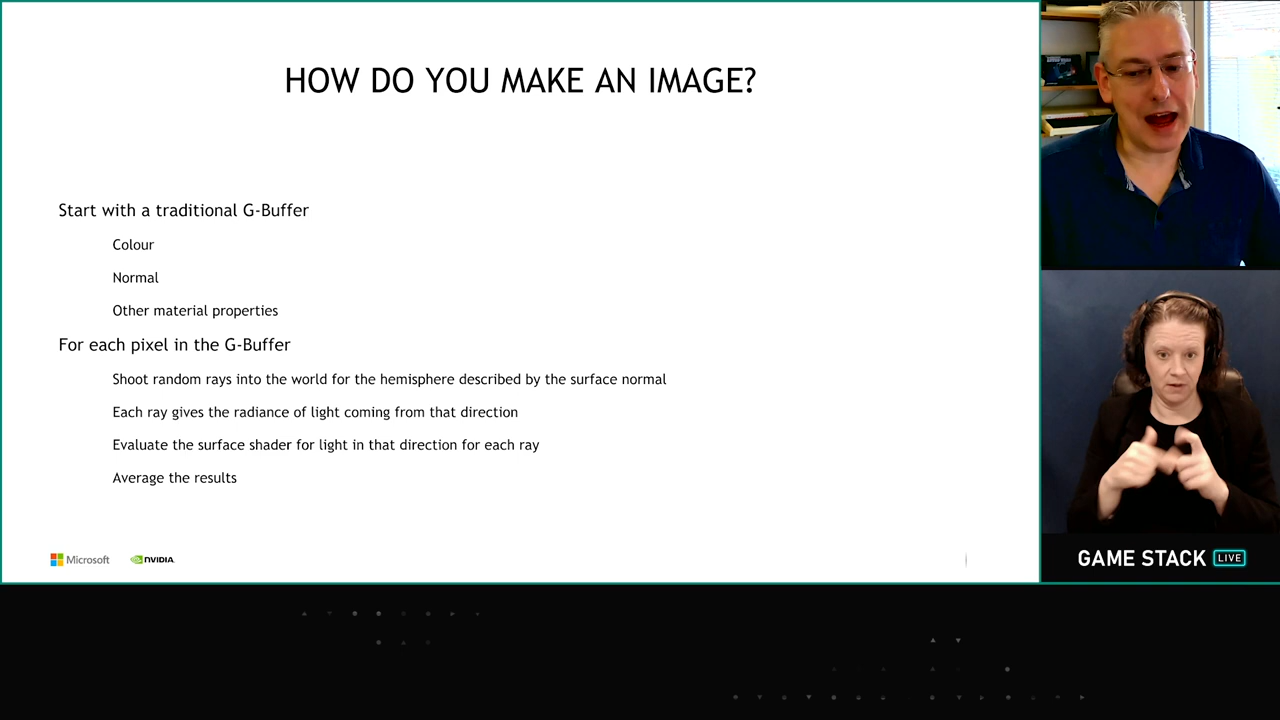 HOW DO YOU MAKE AN IMAGE?
Start with a traditional G-Buffer
Colour
Normal
Other material properties
For each pixel in the G-Buffer
Shoot random rays into the world for the hemisphere described by the surface normal
Each ray gives the radiance of light coming from that direction
Evaluate the surface shader for light in that direction for each ray
Average the results
Microsoft
NVIDIA
GAME STACK LIVE